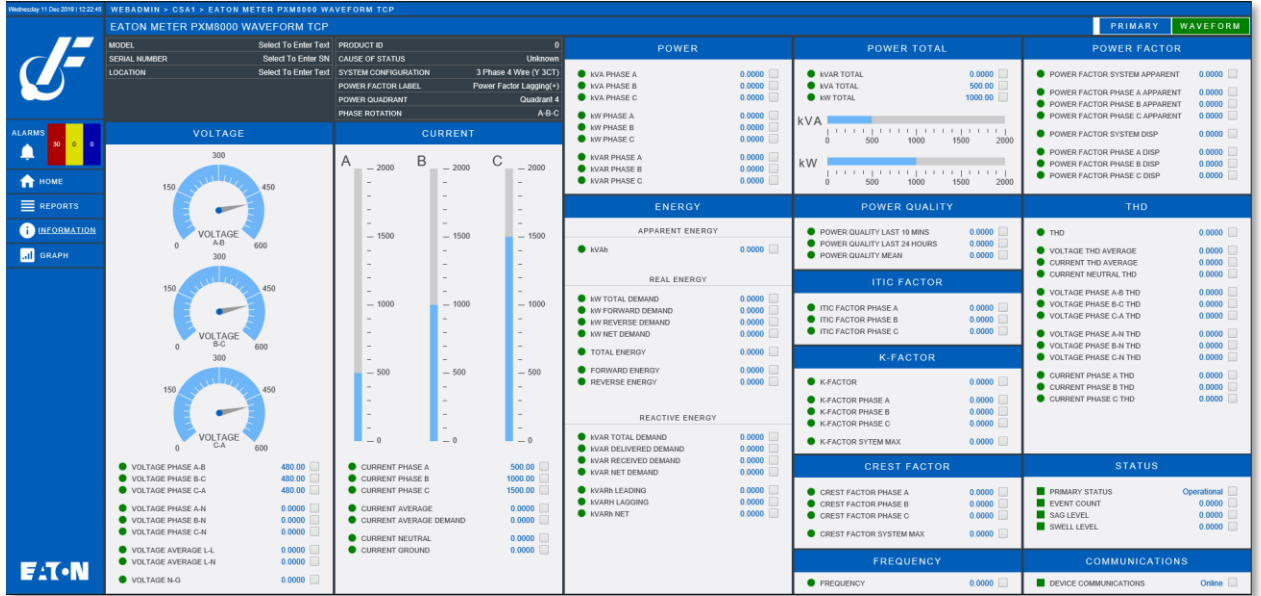 Wednesday 11 Dec 2019 | 12:22:45
WEBADMIN > CSA1 > EATON METER PXM8000 WAVEFORM TCP
EATON METER PXM8000 WAVEFORM TCP
PRIMARY
WAVEFORM
ALARMS
30 0 0
HOME
REPORTS
INFORMATION
GRAPH
EATON
MODEL Select To Enter Text
SERIAL NUMBER Select To Enter SN
LOCATION Select To Enter Text
PRODUCT ID 0
CAUSE OF STATUS Unknown
SYSTEM CONFIGURATION 3 Phase 4 Wire (Y 3CT)
POWER FACTOR LABEL Power Factor Lagging(+)
POWER QUADRANT Quadrant 4
PHASE ROTATION A-B-C
VOLTAGE
300
150 450
VOLTAGE
A-B
0 600
300
150 450
VOLTAGE
B-C
0 600
300
150 450
VOLTAGE
C-A
0 600
VOLTAGE PHASE A-B 480.00
VOLTAGE PHASE B-C 480.00
VOLTAGE PHASE C-A 480.00
VOLTAGE PHASE A-N 0.0000
VOLTAGE PHASE B-N 0.0000
VOLTAGE PHASE C-N 0.0000
VOLTAGE AVERAGE L-L 0.0000
VOLTAGE AVERAGE L-N 0.0000
VOLTAGE N-G 0.0000
CURRENT
A B C
2000 2000 2000
1500 1500 1500
1000 1000 1000
500 500 500
0 0 0
CURRENT PHASE A 500.00
CURRENT PHASE B 1000.00
CURRENT PHASE C 1500.00
CURRENT AVERAGE 0.0000
CURRENT AVERAGE DEMAND 0.0000
CURRENT NEUTRAL 0.0000
CURRENT GROUND 0.0000
POWER
kVA PHASE A 0.0000
kVA PHASE B 0.0000
kVA PHASE C 0.0000
kW PHASE A 0.0000
kW PHASE B 0.0000
kW PHASE C 0.0000
kVAR PHASE A 0.0000
kVAR PHASE B 0.0000
kVAR PHASE C 0.0000
ENERGY
APPARENT ENERGY
kVAh 0.0000
REAL ENERGY
kW TOTAL DEMAND 0.0000
kW FORWARD DEMAND 0.0000
kW REVERSE DEMAND 0.0000
kW NET DEMAND 0.0000
TOTAL ENERGY 0.0000
FORWARD ENERGY 0.0000
REVERSE ENERGY 0.0000
REACTIVE ENERGY
kVAR TOTAL DEMAND 0.0000
kVAR DELIVERED DEMAND 0.0000
kVAR RECEIVED DEMAND 0.0000
kVAR NET DEMAND 0.0000
kVARh LEADING 0.0000
kVARH LAGGING 0.0000
kVARh NET 0.0000
POWER TOTAL
kVAR TOTAL 0.0000
kVA TOTAL 500.00
kW TOTAL 1000.00
kVA
0 500 1000 1500 2000
kW
0 500 1000 1500 2000
POWER QUALITY
POWER QUALITY LAST 10 MINS 0.0000
POWER QUALITY LAST 24 HOURS 0.0000
POWER QUALITY MEAN 0.0000
ITIC FACTOR
ITIC FACTOR PHASE A 0.0000
ITIC FACTOR PHASE B 0.0000
ITIC FACTOR PHASE C 0.0000
K-FACTOR
K-FACTOR 0.0000
K-FACTOR PHASE A 0.0000
K-FACTOR PHASE B 0.0000
K-FACTOR PHASE C 0.0000
K-FACTOR SYTEM MAX 0.0000
CREST FACTOR
CREST FACTOR PHASE A 0.0000
CREST FACTOR PHASE B 0.0000
CREST FACTOR PHASE C 0.0000
CREST FACTOR SYSTEM MAX 0.0000
FREQUENCY
FREQUENCY 0.0000
POWER FACTOR
POWER FACTOR SYSTEM APPARENT 0.0000
POWER FACTOR PHASE A APPARENT 0.0000
POWER FACTOR PHASE B APPARENT 0.0000
POWER FACTOR PHASE C APPARENT 0.0000
POWER FACTOR SYSTEM DISP 0.0000
POWER FACTOR PHASE A DISP 0.0000
POWER FACTOR PHASE B DISP 0.0000
POWER FACTOR PHASE C DISP 0.0000
THD
THD 0.0000
VOLTAGE THD AVERAGE 0.0000
CURRENT THD AVERAGE 0.0000
CURRENT NEUTRAL THD 0.0000
VOLTAGE PHASE A-B THD 0.0000
VOLTAGE PHASE B-C THD 0.0000
VOLTAGE PHASE C-A THD 0.0000
VOLTAGE PHASE A-N THD 0.0000
VOLTAGE PHASE B-N THD 0.0000
VOLTAGE PHASE C-N THD 0.0000
CURRENT PHASE A THD 0.0000
CURRENT PHASE B THD 0.0000
CURRENT PHASE C THD 0.0000
STATUS
PRIMARY STATUS Operational
EVENT COUNT 0.0000
SAG LEVEL 0.0000
SWELL LEVEL 0.0000
COMMUNICATIONS
DEVICE COMMUNICATIONS Online